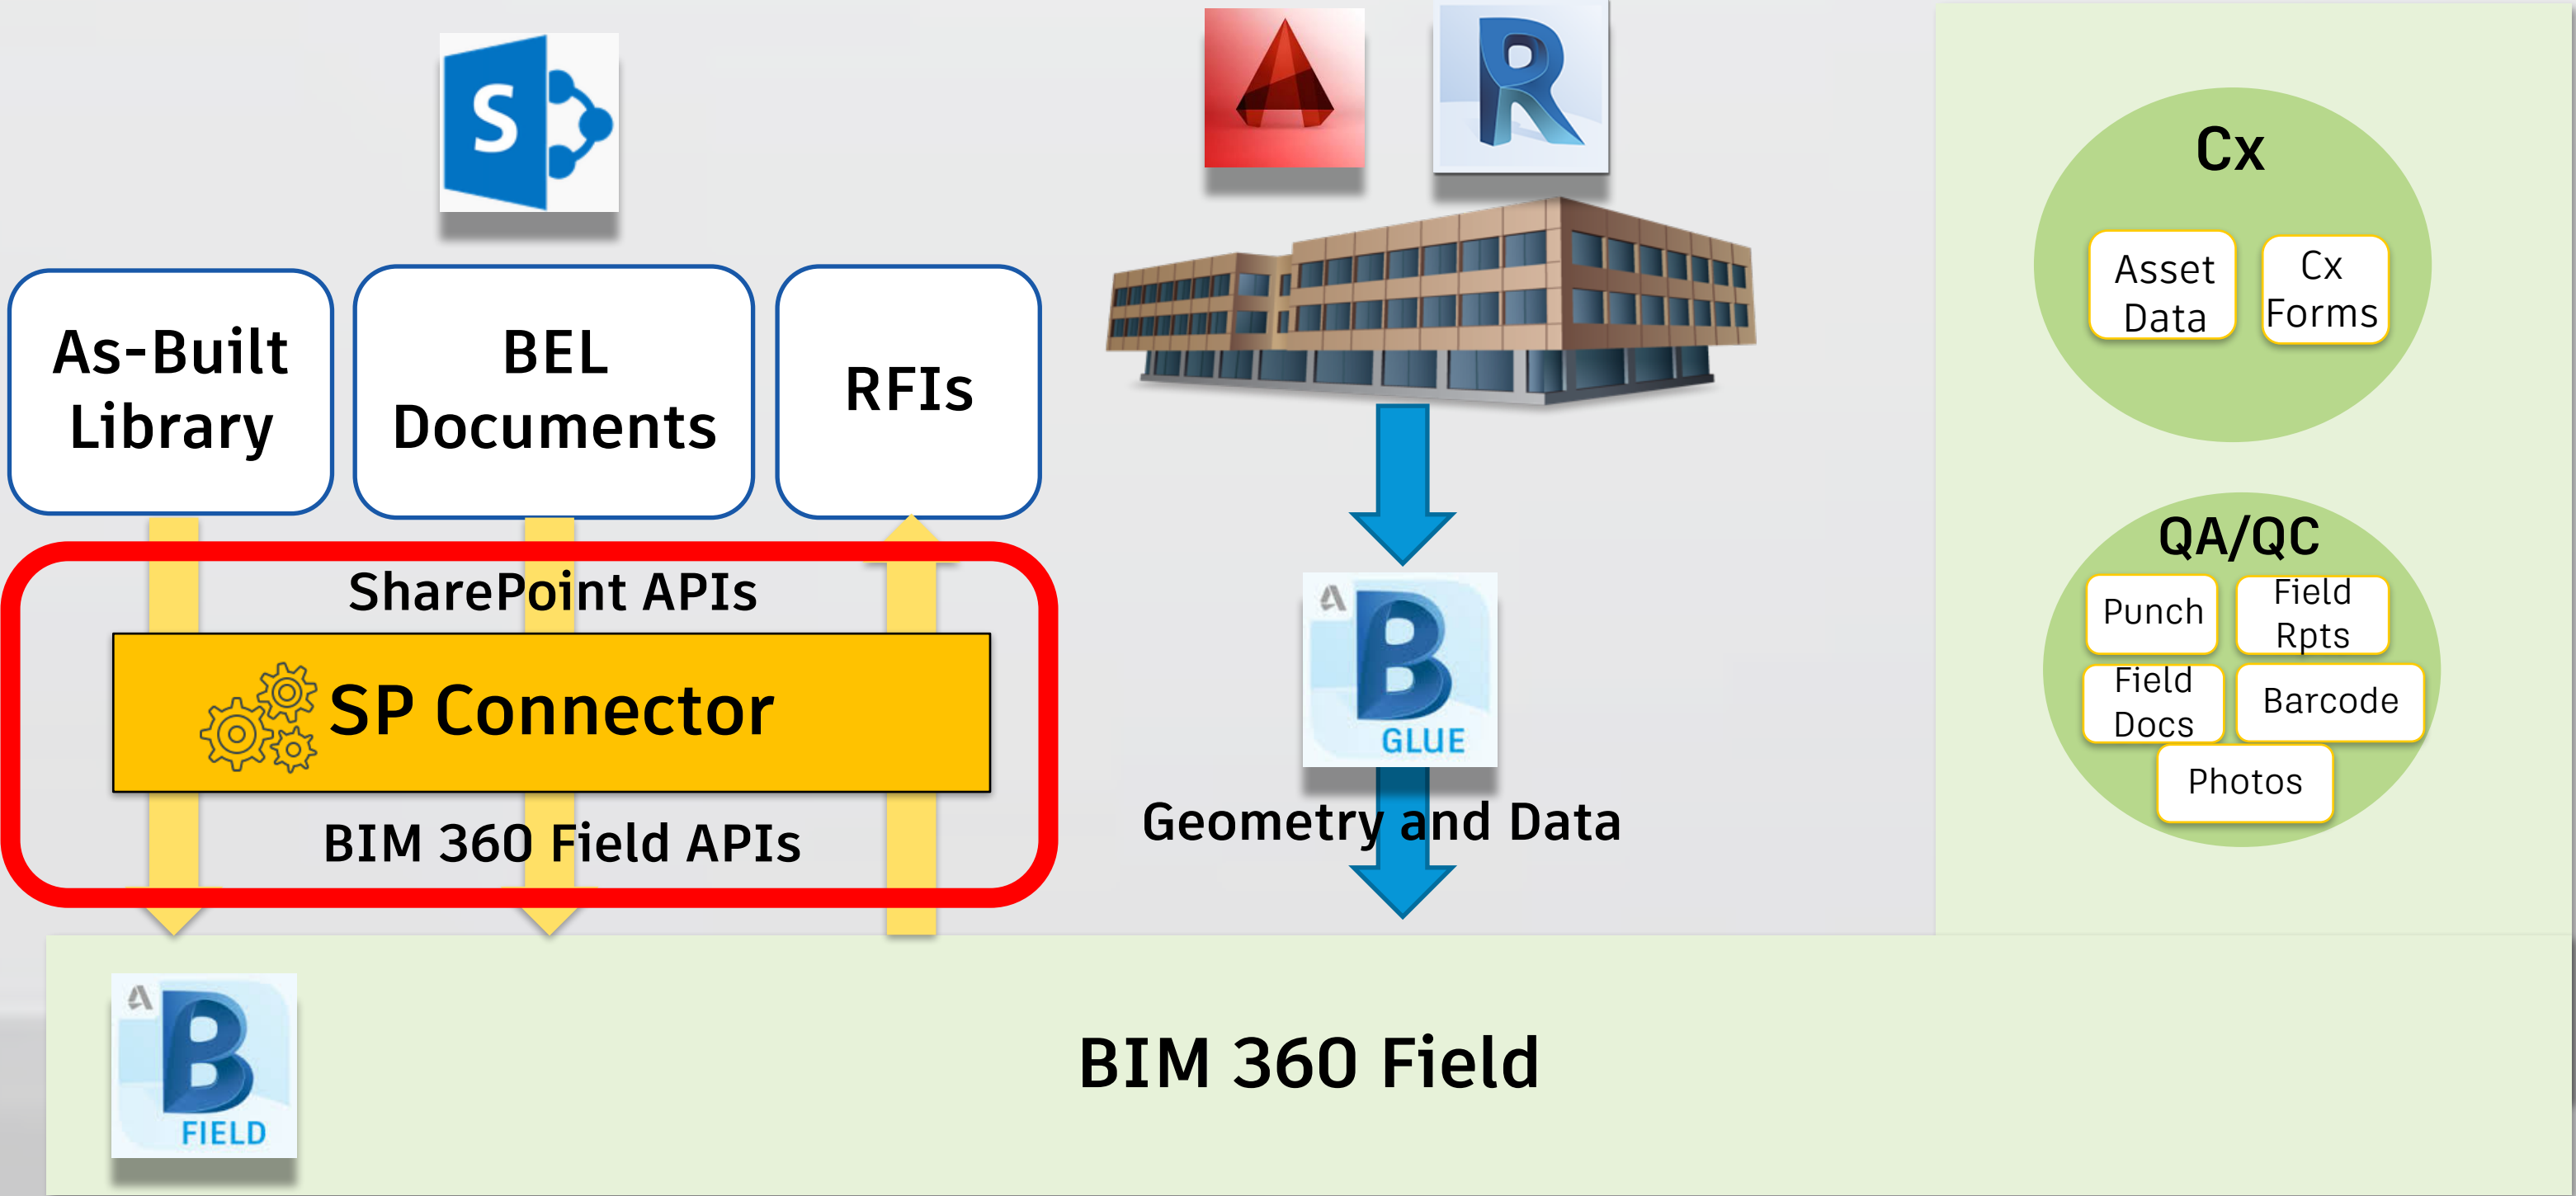 S
As-Built
Library
BEL
Documents
RFIs
SharePoint APIs
SP Connector
BIM 360 Field APIs
R
B
GLUE
Geometry and Data
Cx
Asset
Data
Cx
Forms
QA/QC
Punch
Field
Rpts
Field
Docs
Barcode
Photos
B
FIELD
BIM 360 Field